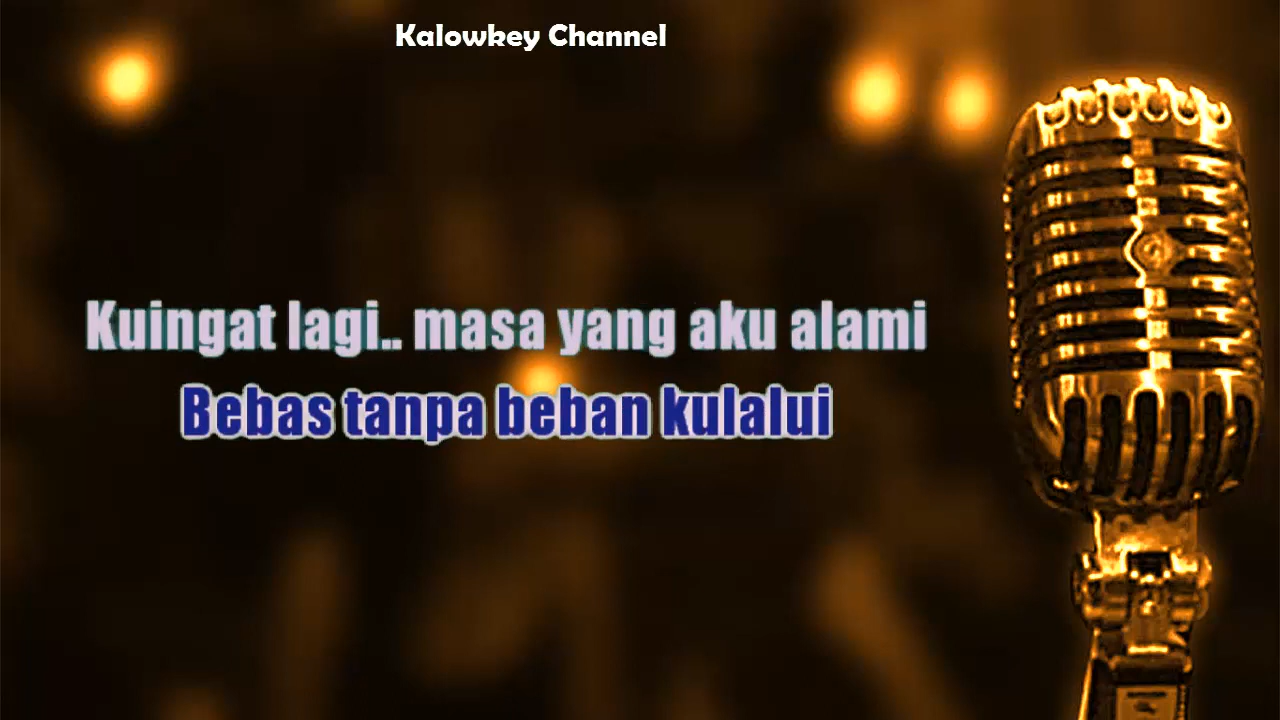 Kalowkey Channel
Kuingat lagi.. masa yang aku alami
Bebas tanpa beban kulalui